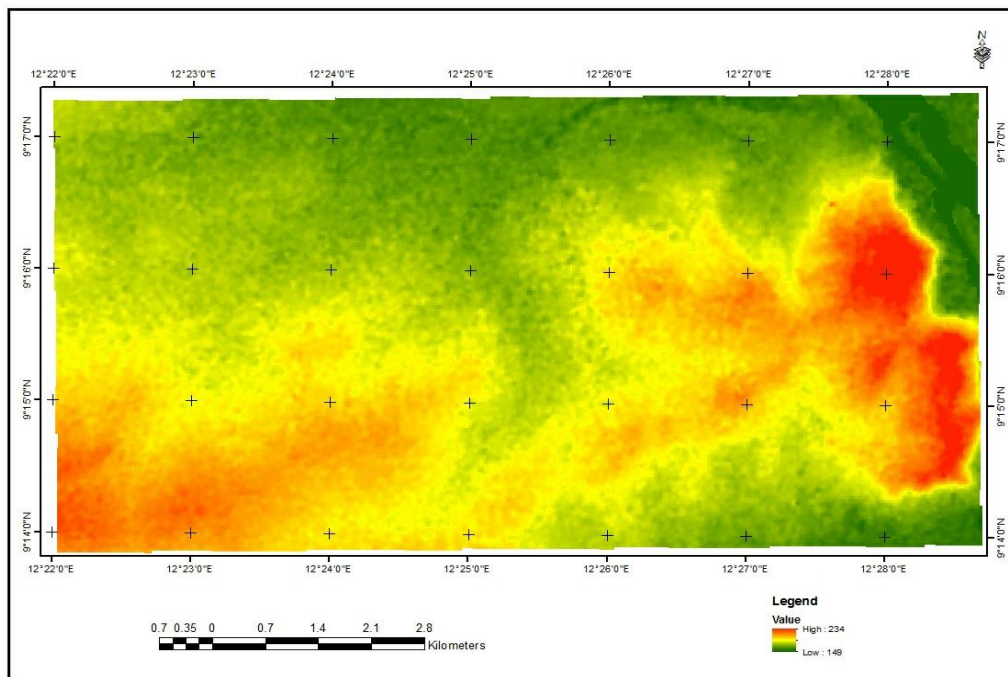 N
12°22'0"E 12°23'0"E 12°24'0"E 12°25'0"E 12°26'0"E 12°27'0"E 12°28'0"E
9°17'0"N 9°17'0"N
9°16'0"N 9°16'0"N
9°15'0"N 9°15'0"N
9°14'0"N 9°14'0"N
12°22'0"E 12°23'0"E 12°24'0"E 12°25'0"E 12°26'0"E 12°27'0"E 12°28'0"E
0.7 0.35 0 0.7 1.4 2.1 2.8
Kilometers
Legend
Value
High : 234
Low : 149